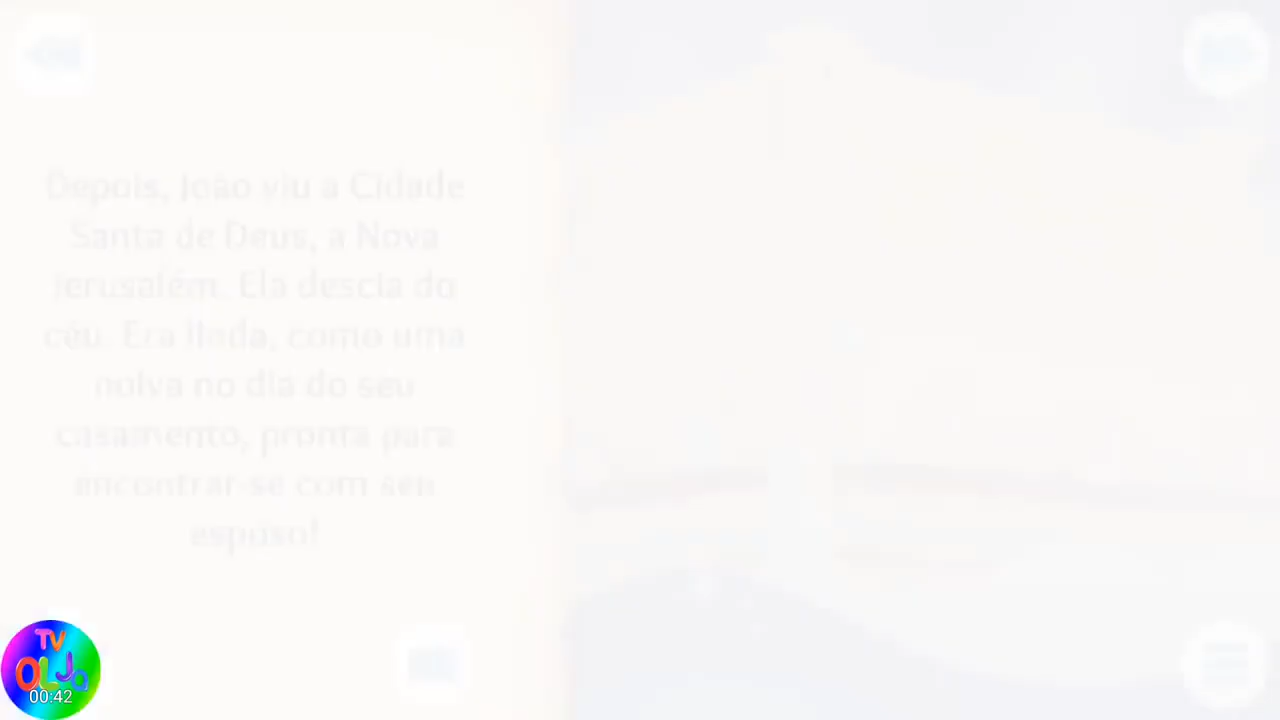 Depois, João viu a Cidade
Santa de Deus, a Nova
Jerusalém. Ela descia do
céu. Era linda, como uma
noiva no dia do seu
casamento, pronta para
encontrar-se com seu
esposo!
TV
OLJO
00:42